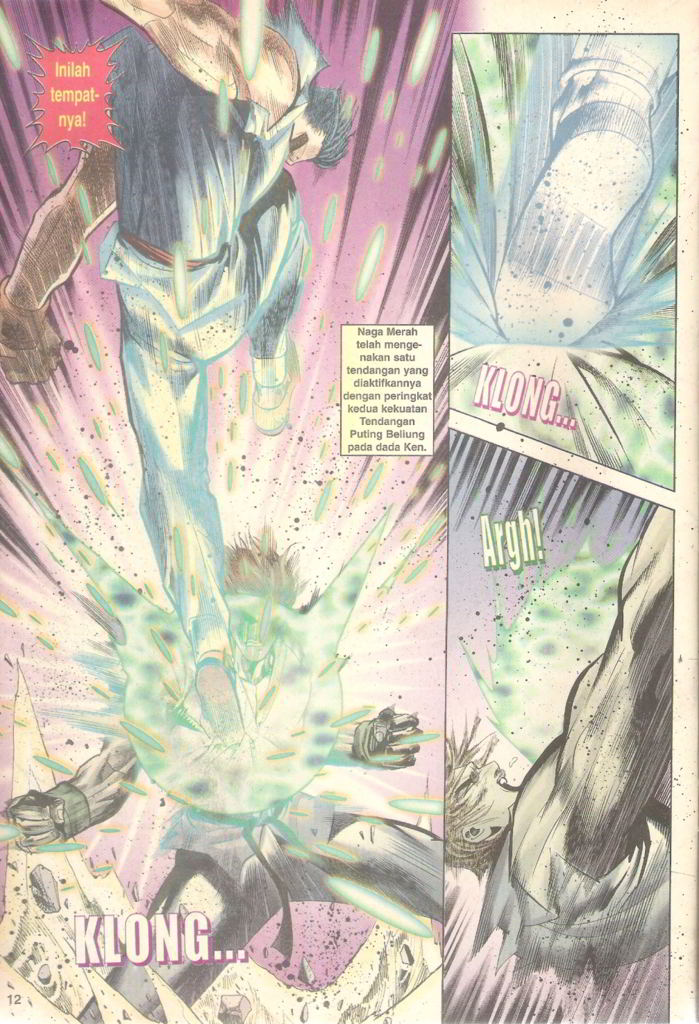 Inilah
tempat-
nya!
Naga Merah
telah menge-
nakan satu
tendangan yang
diaktifkannya
dengan peringkat
kedua kekuatan
Tendangan
Puting Beliung
pada dada Ken.
KLONG...
KLONG...
Argh!
12